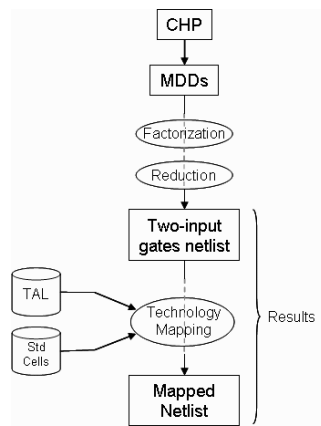 CHP
MDDs
Factorization
Reduction
Two-input
gates netlist
TAL
Technology
Mapping
Results
Std
Cells
Mapped
Netlist